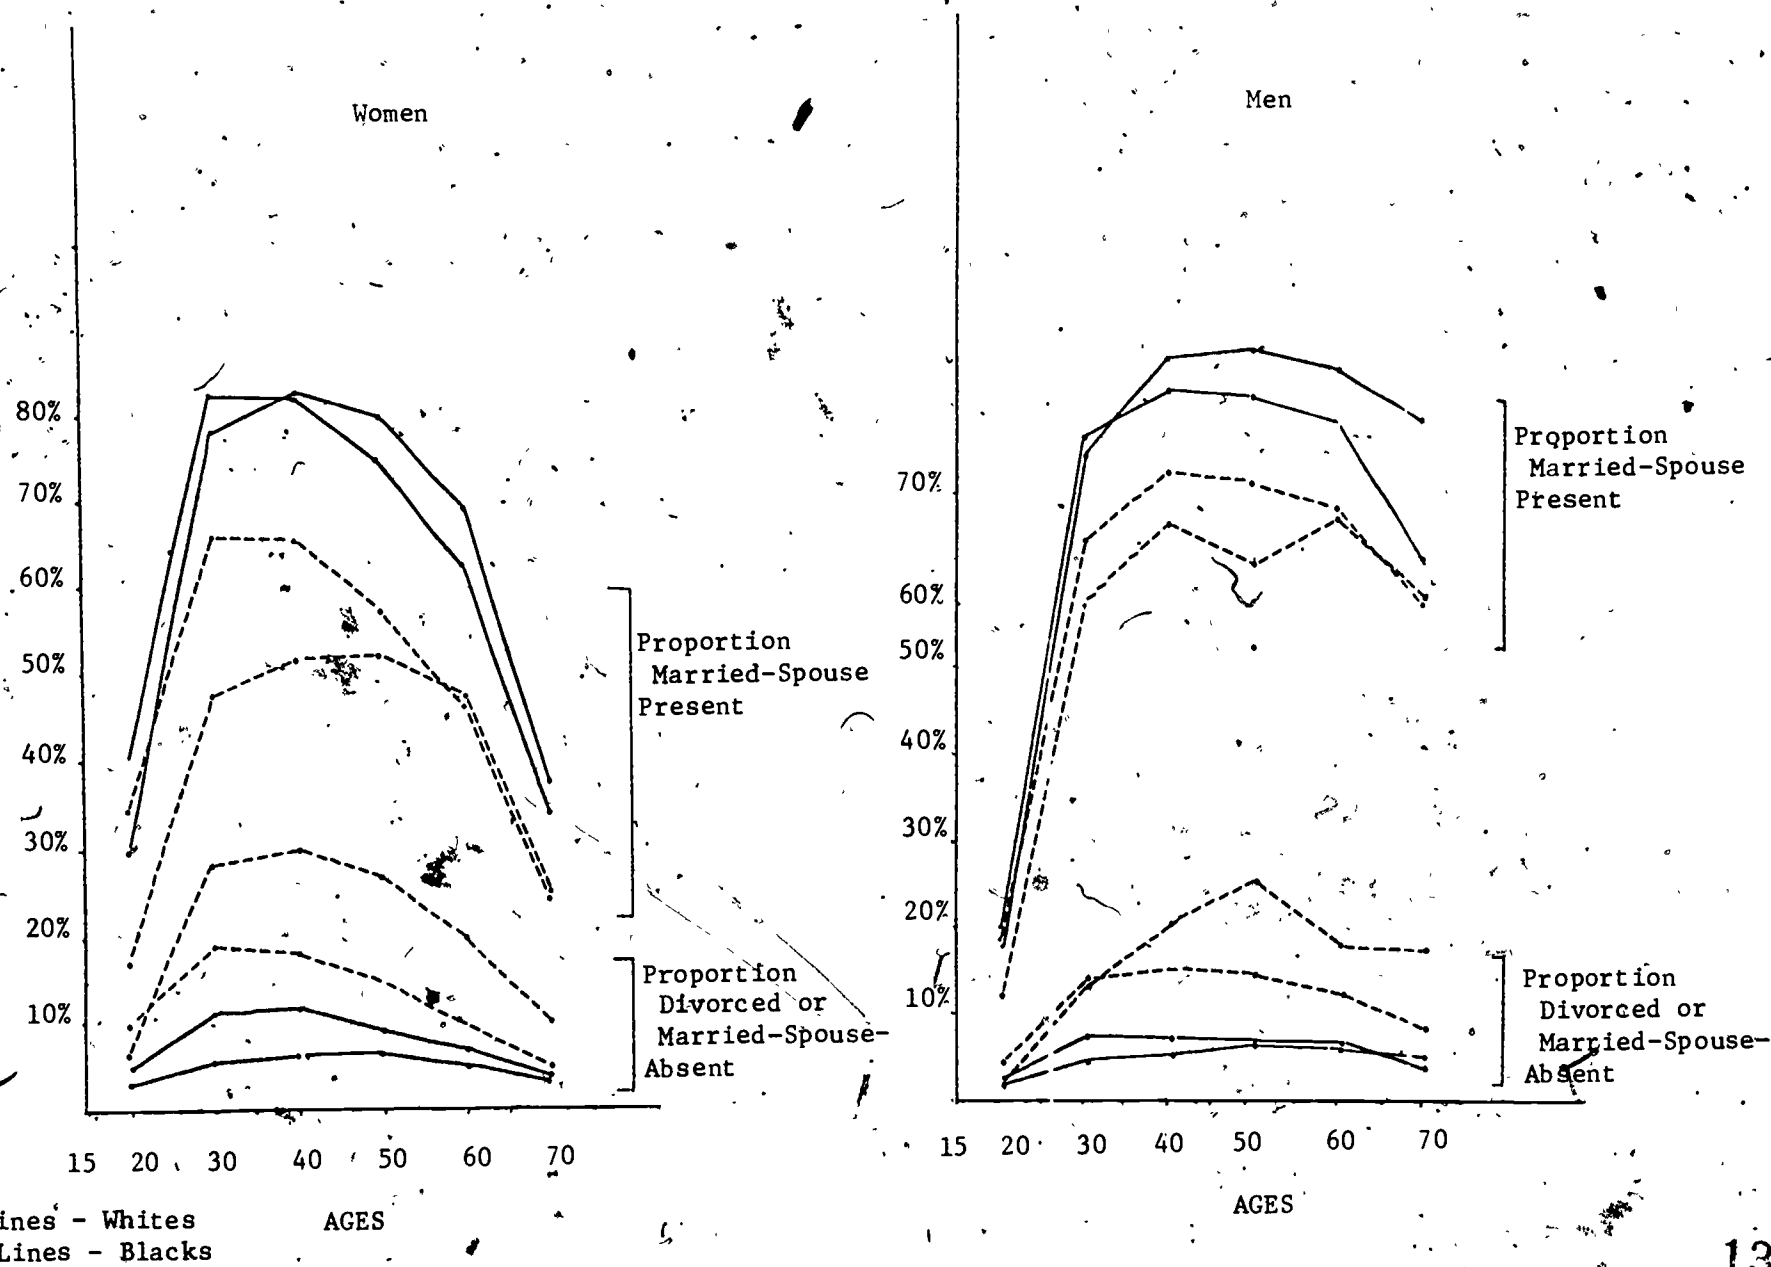 Women
80%
70%
60%
50%
40%
30%
20%
10%
Proportion
Married-Spouse
Present
Proportion
Divorced or
Married-Spouse-
Absent
15 20 30 40 50 60 70
AGES
ines - Whites
Lines - Blacks
Men
70%
60%
50%
40%
30%
20%
10%
Proportion
Married-Spouse
Present
Proportion
Divorced or
Married-Spouse-
Absent
15 20 30 40 50 60 70
AGES
13